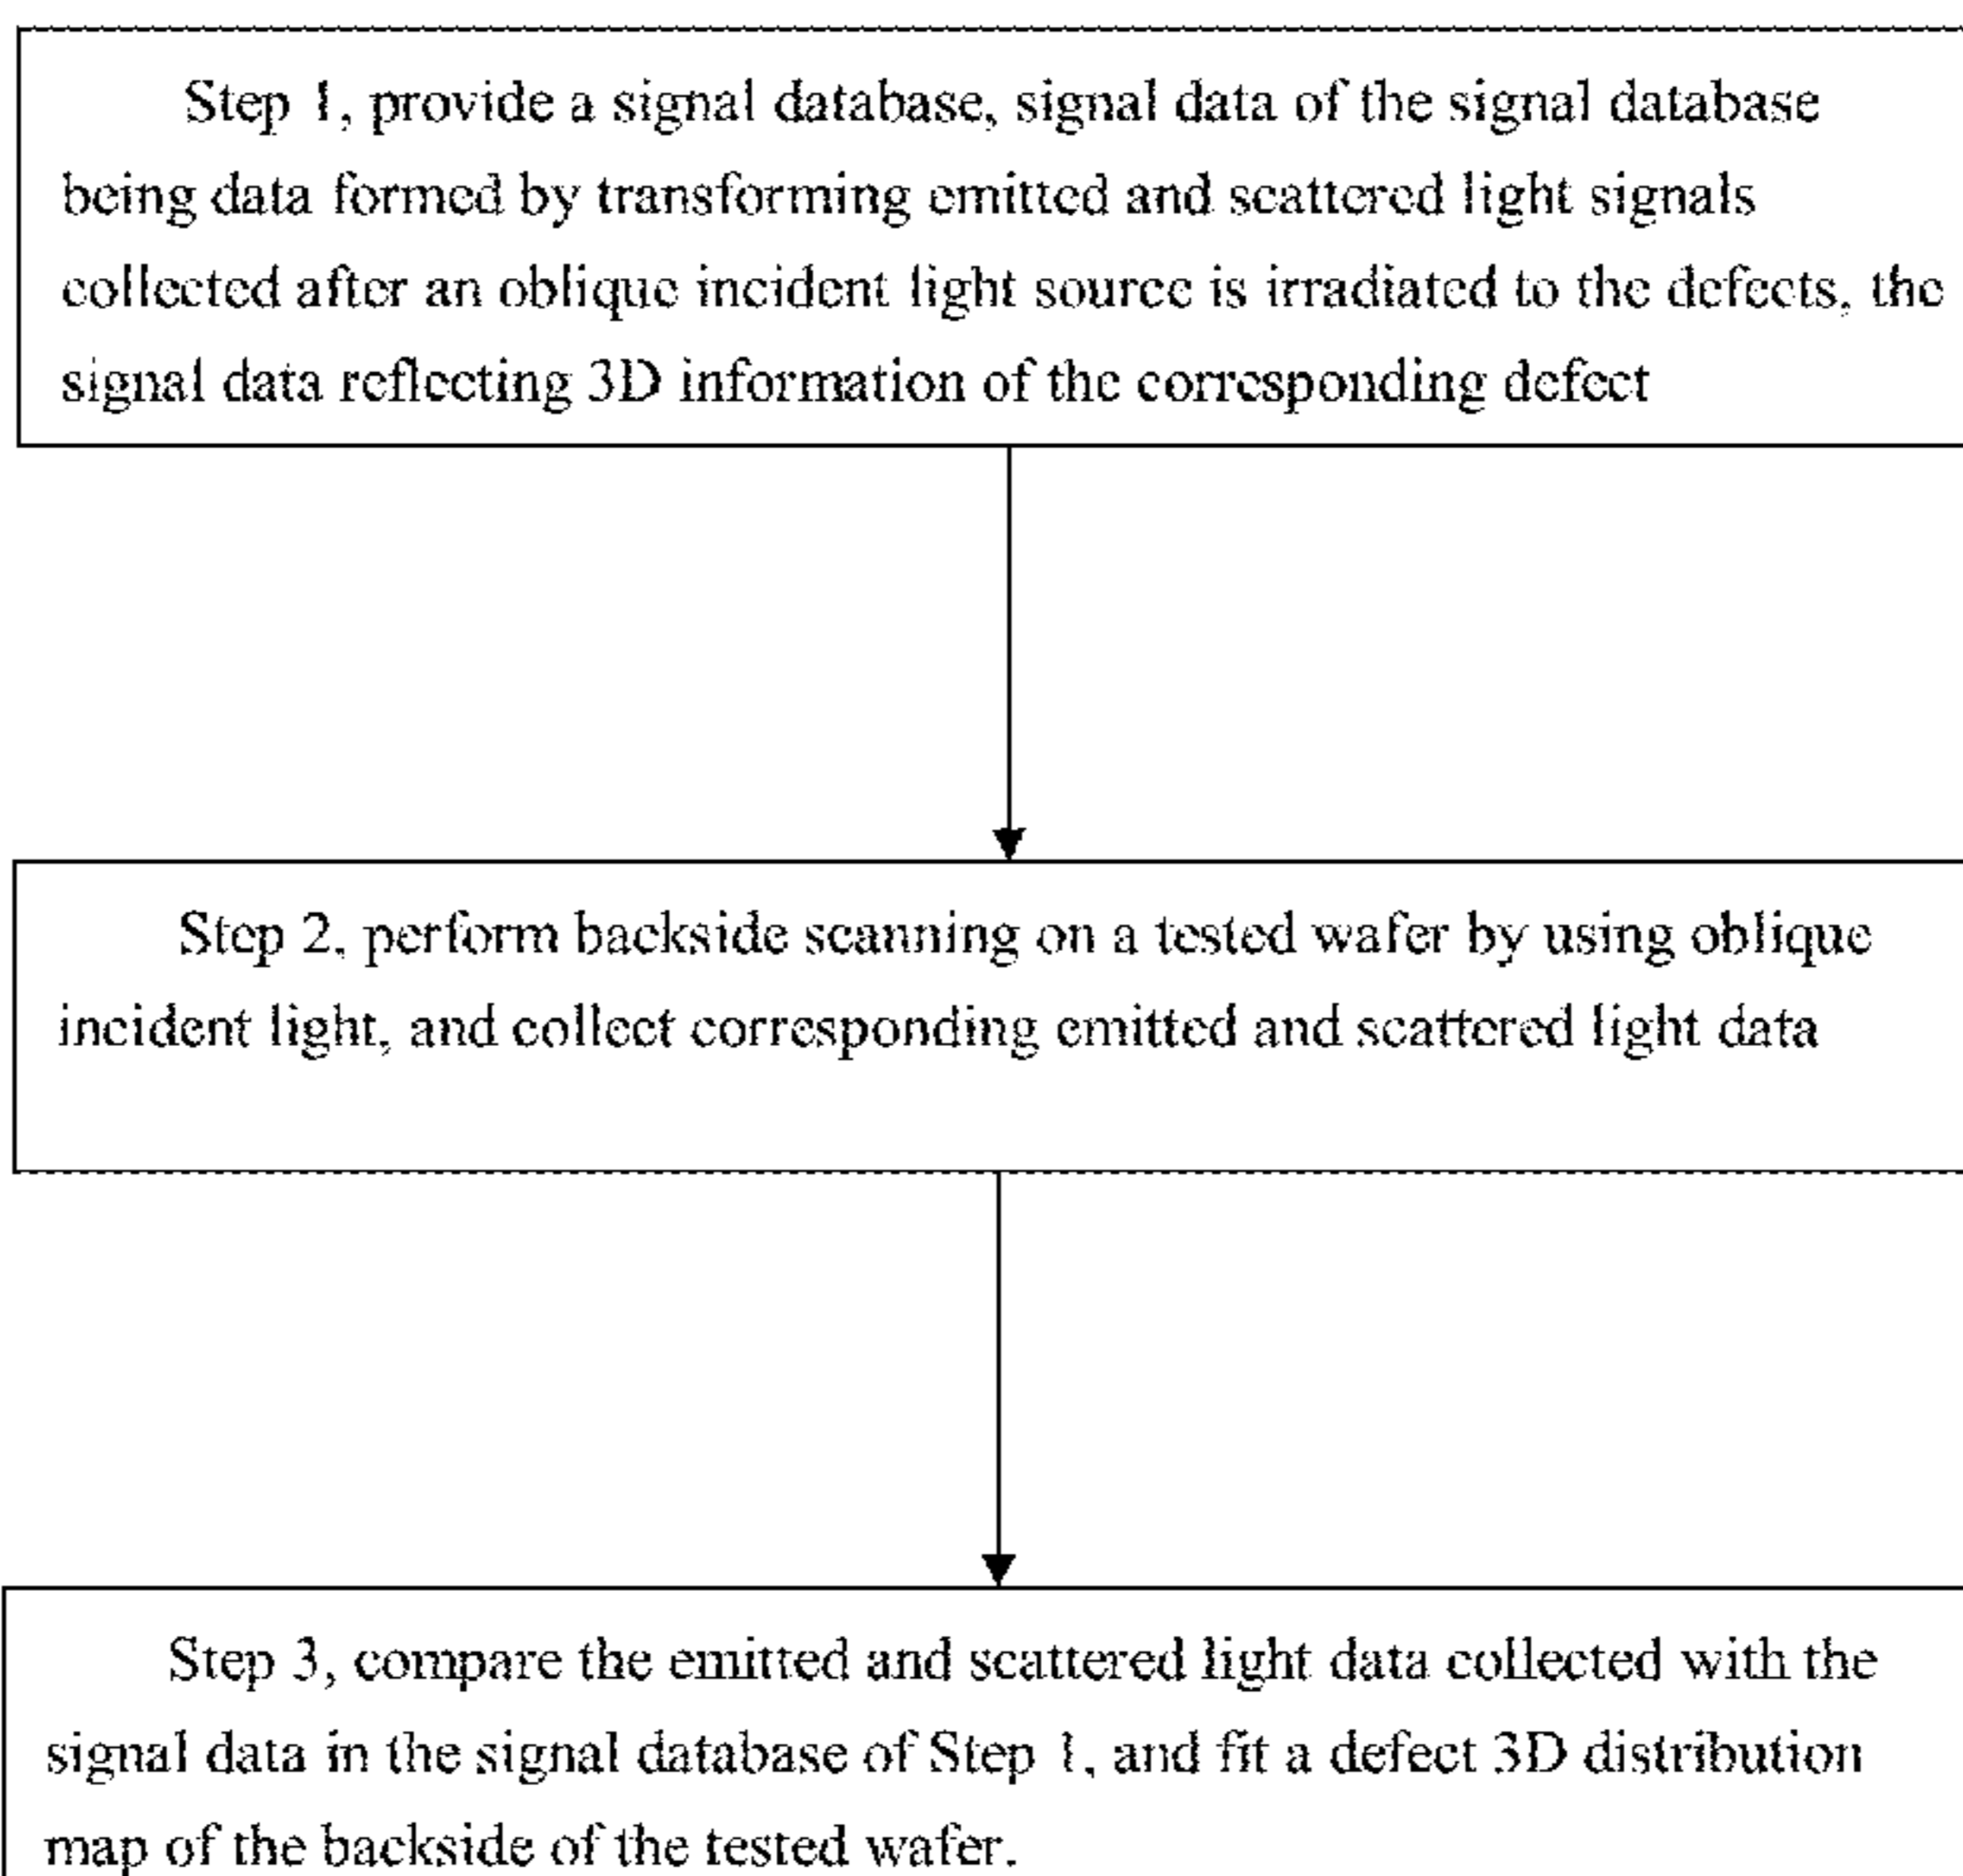 Step 1, provide a signal database, signal data of the signal database
being data formed by transforming emitted and scattered light signals
collected after an oblique incident light source is irradiated to the defects, the
signal data reflecting 3D information of the corresponding defect
Step 2, perform backside scanning on a tested wafer by using oblique
incident light, and collect corresponding emitted and scattered light data
Step 3, compare the emitted and scattered light data collected with the
signal data in the signal database of Step 1, and fit a defect 3D distribution
map of the backside of the tested wafer.